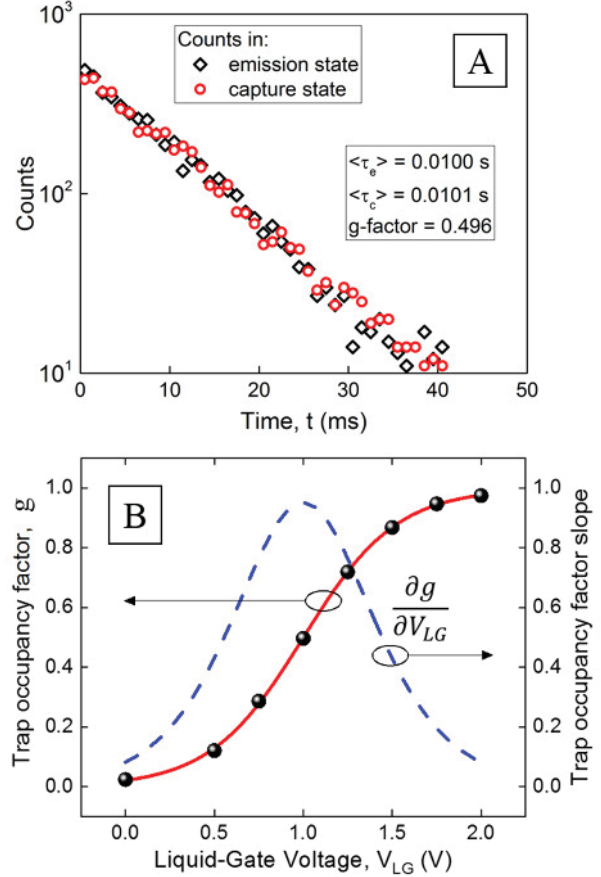 10³
10²
10¹
Counts
Counts in:
emission state
capture state
A
<τₑ> = 0.0100 s
<τ_c> = 0.0101 s
g-factor = 0.496
0 10 20 30 40 50
Time, t (ms)
B
1.0 0.8 0.6 0.4 0.2 0.0
Trap occupancy factor, g
∂g
∂V_LG
1.0 0.8 0.6 0.4 0.2 0.0
Trap occupancy factor slope
0.0 0.5 1.0 1.5 2.0
Liquid-Gate Voltage, V_LG (V)